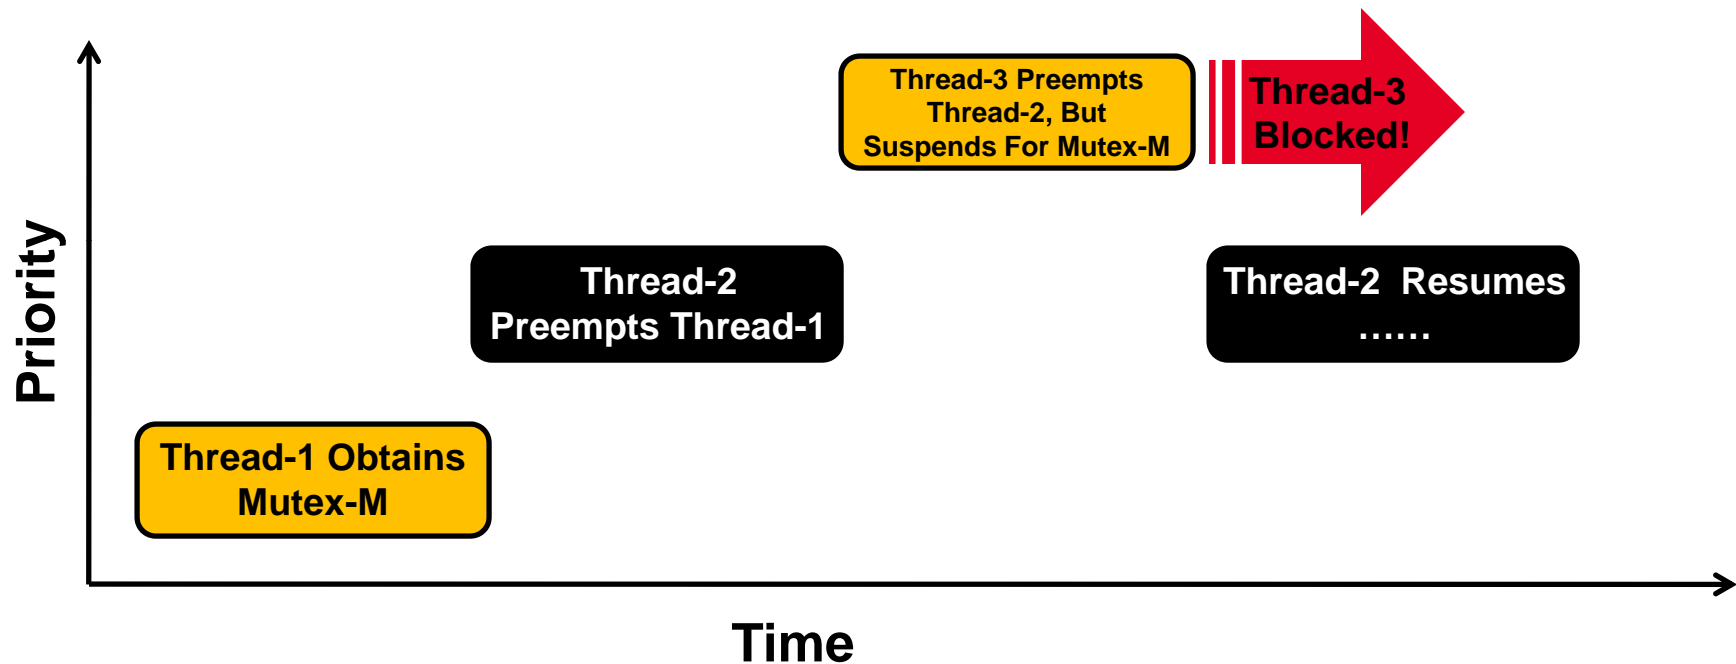 Thread-3 Preempts
Thread-2, But
Suspends For Mutex-M
Thread-3
Blocked!
Priority
Thread-2
Preempts Thread-1
Thread-2  Resumes
......
Thread-1 Obtains
Mutex-M
Time